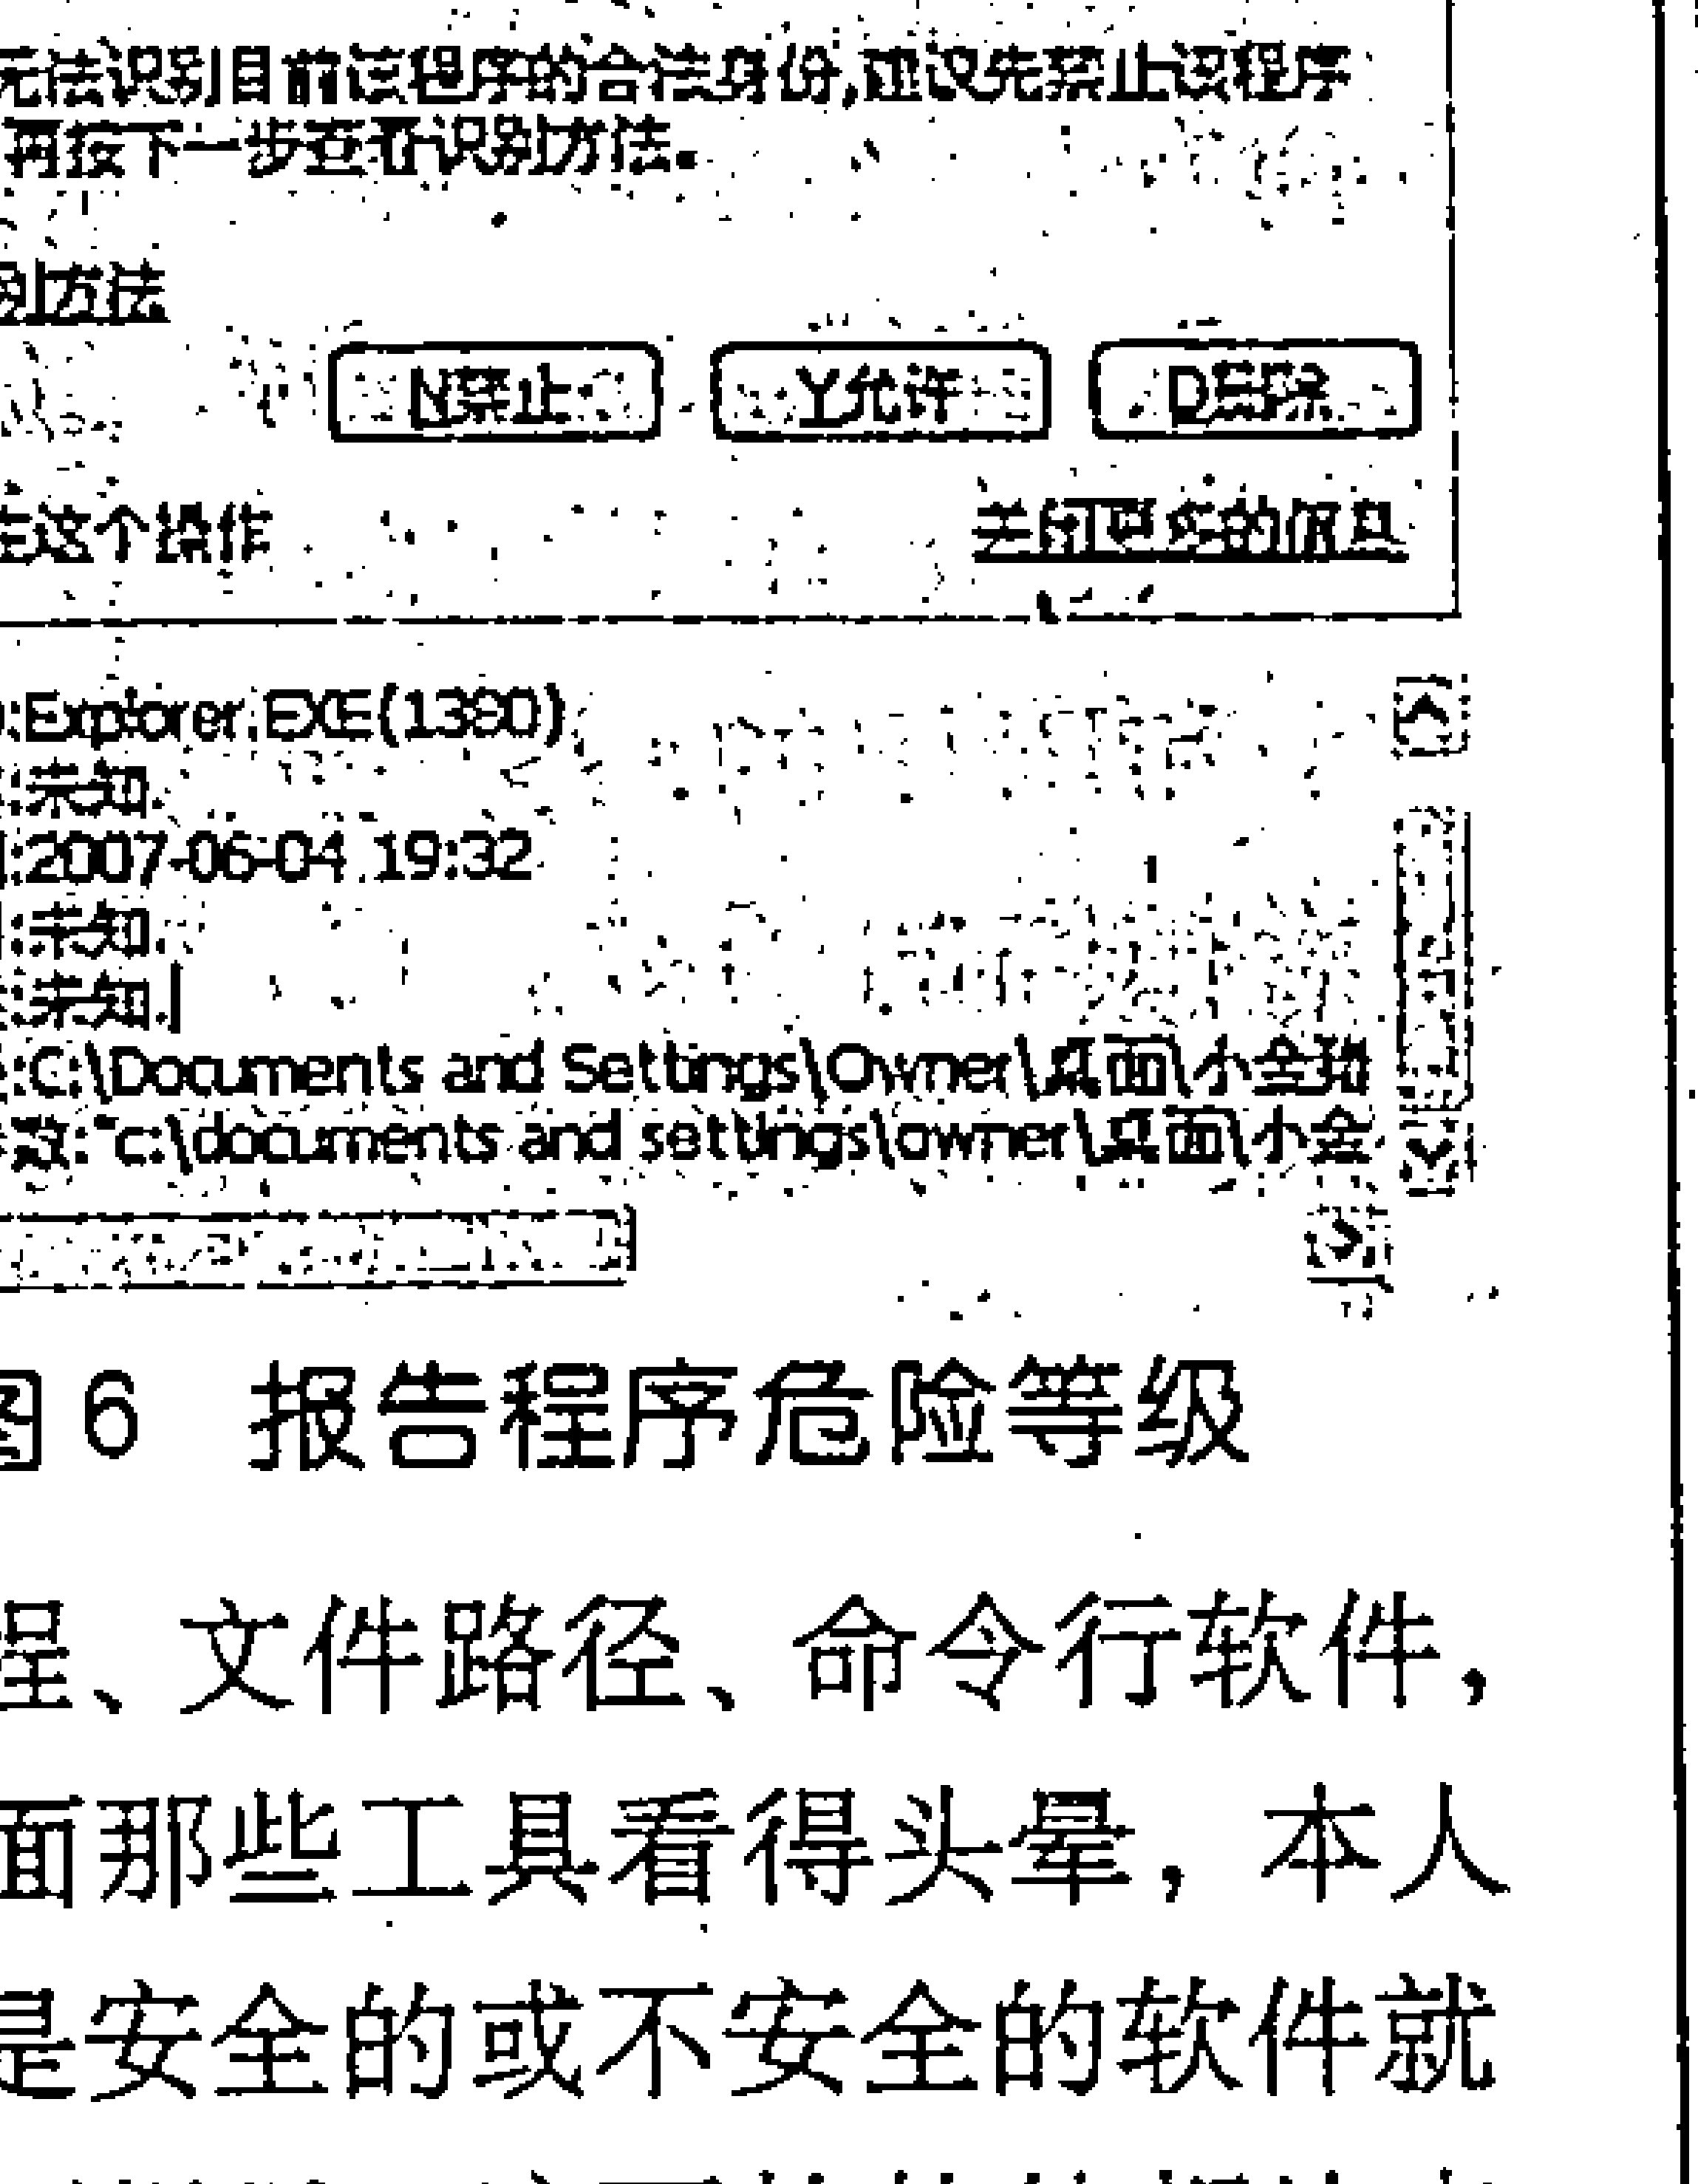 无法识别目前该程序的合法身份,建议先禁止该程序
再按下一步查看识别方法。
别方法
N禁止 Y允许 D删除
在这个操作 关闭更多的信息
:Explorer.EXE(1380)
:未知.
:2007-06-04 19:32
:未知.
:未知.
:C:\Documents and Settings\Owner\桌面\小金
数:"c:\documents and settings\owner\桌面\小金
图 6 报告程序危险等级
程、文件路径、命令行软件,
面那些工具看得头晕,本人
是安全的或不安全的软件就